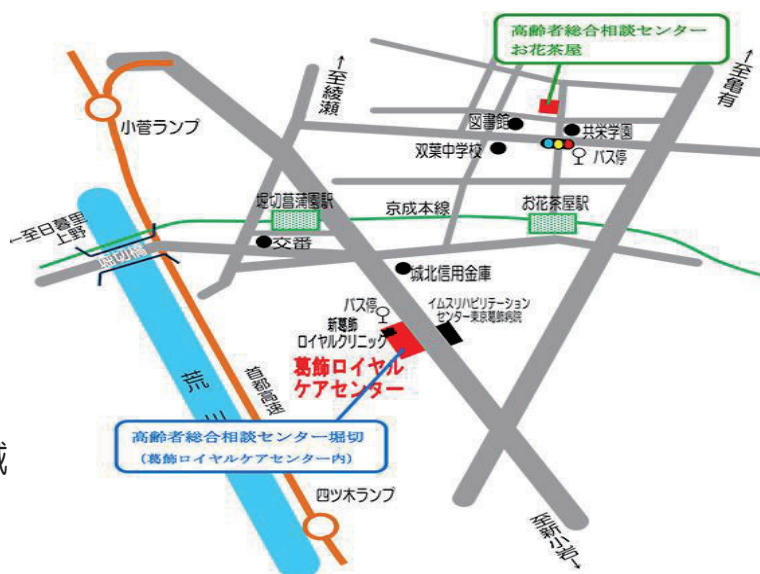 高齢者総合相談センター
お花茶屋
↑至亀有
↑至綾瀬
小菅ランプ
図書館
共栄学園
双葉中学校
バス停
堀切菖蒲園駅
京成本線
お花茶屋駅
←至日暮里
上野
堀切橋
交番
城北信用金庫
バス停
イムスリハビリテーション
センター東京葛飾病院
新葛飾
ロイヤルクリニック
葛飾ロイヤル
ケアセンター
荒
首都高速
高齢者総合相談センター堀切
(葛飾ロイヤルケアセンター内)
四ツ木ランプ
至新小岩↓